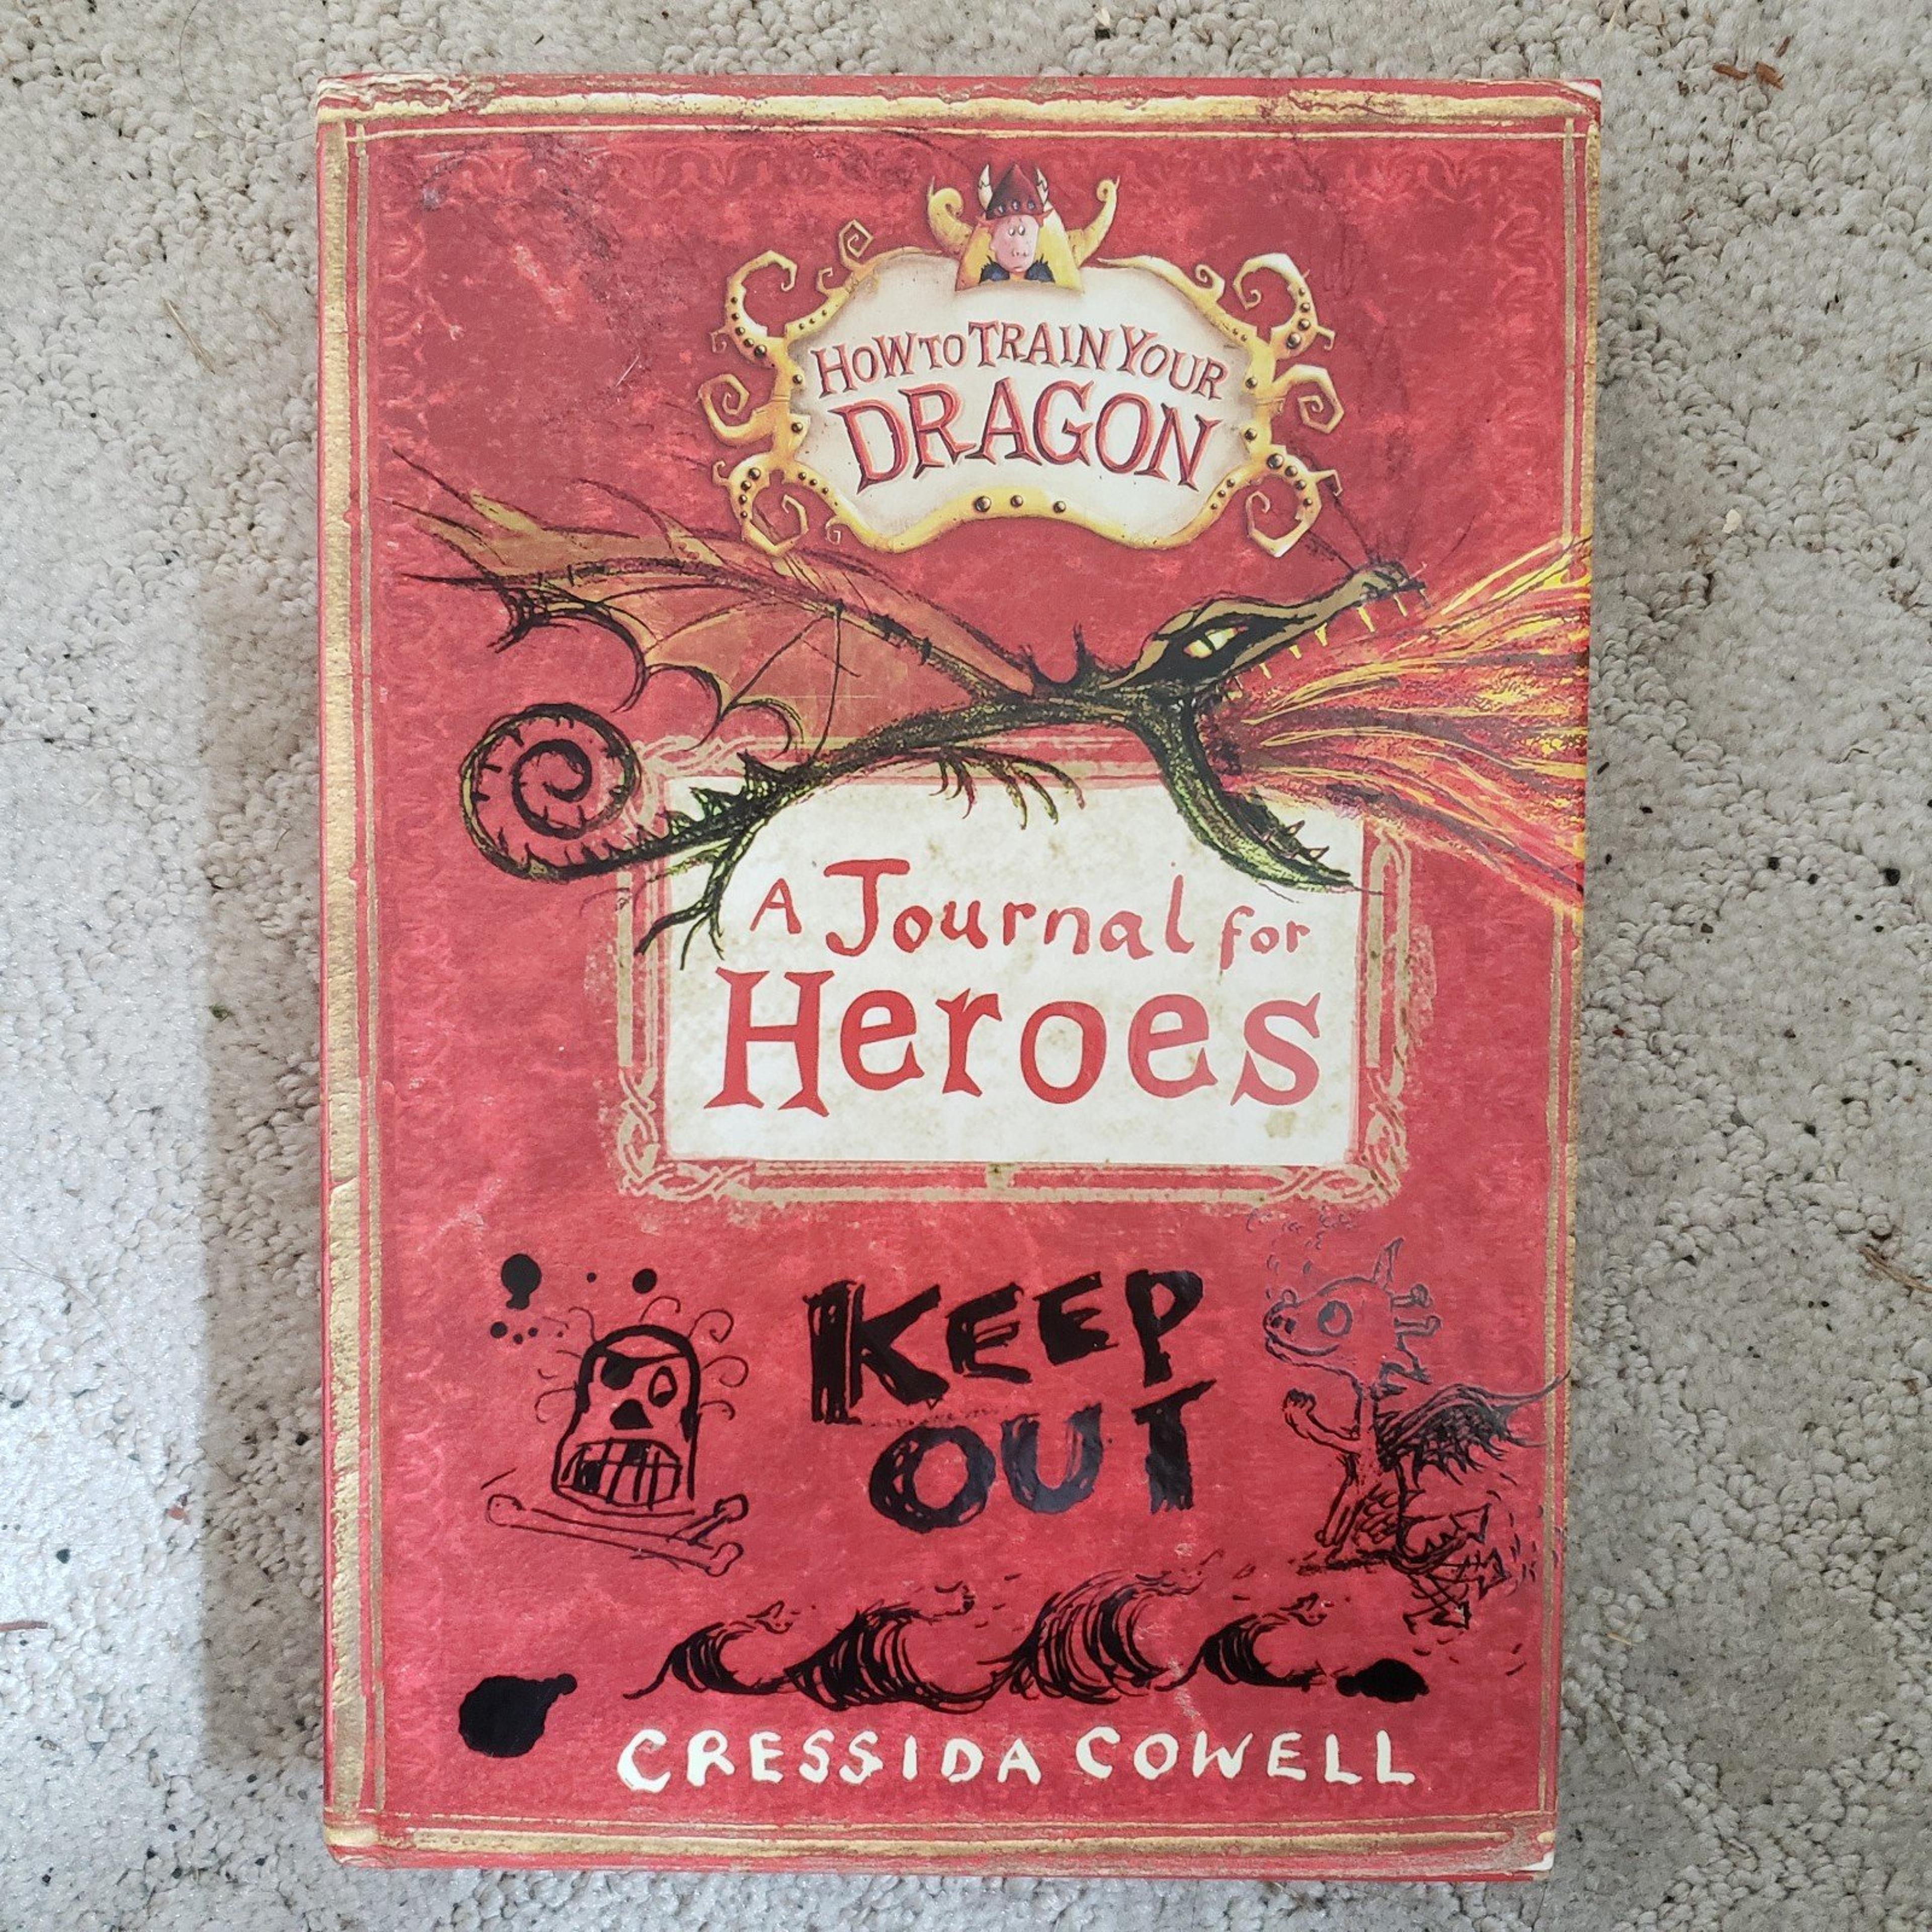 HOW TO TRAIN YOUR
DRAGON
A Journal for
Heroes
KEEP
OUT
CRESSIDA COWELL